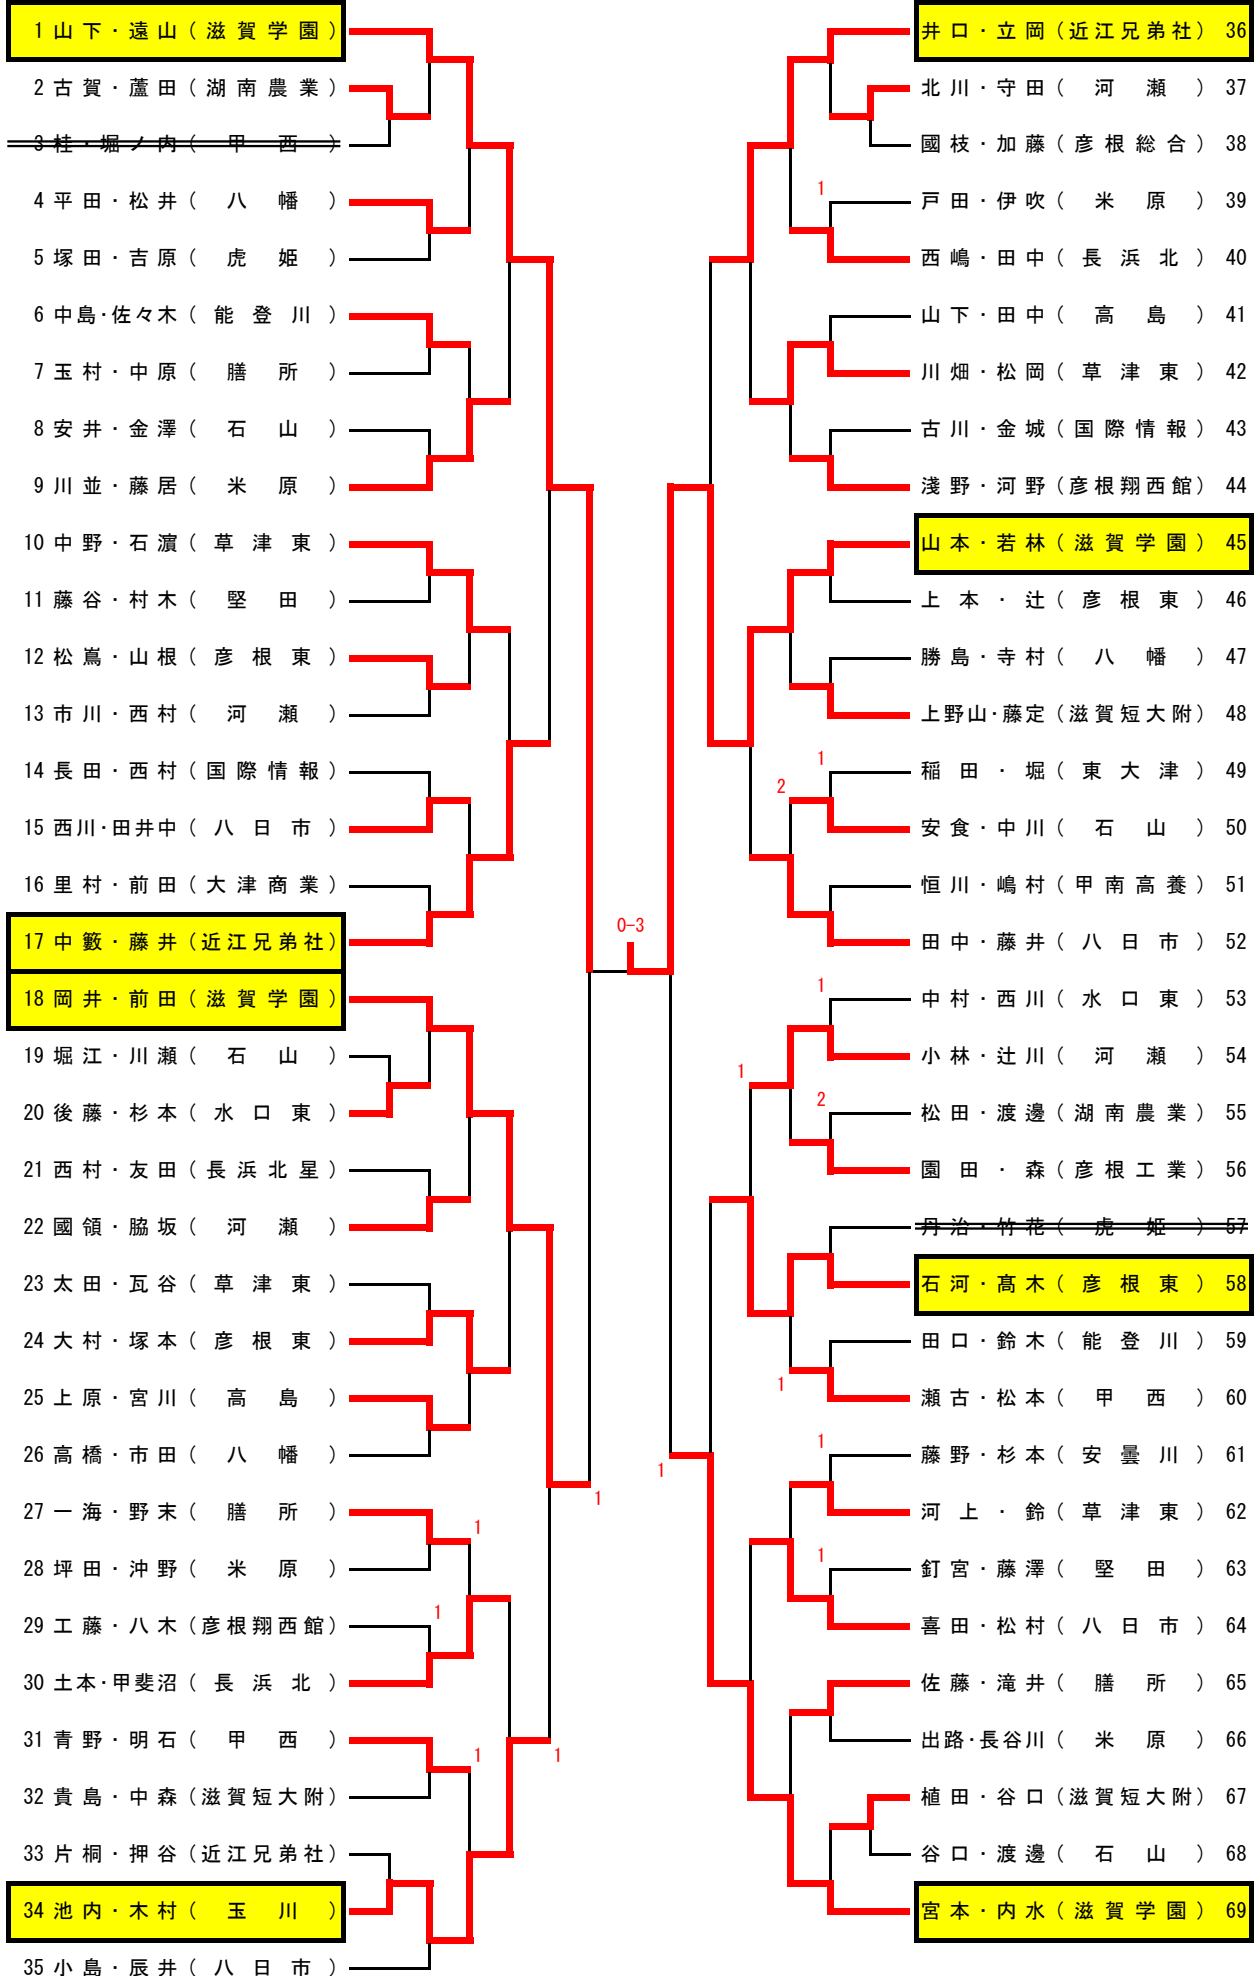 1 山下・遠山(滋賀学園)
2 古賀・蘆田(湖南農業)
3 桂・堀ノ内(甲西)
4 平田・松井(八幡)
5 塚田・吉原(虎姫)
6 中島・佐々木(能登川)
7 玉村・中原(膳所)
8 安井・金澤(石山)
9 川並・藤居(米原)
10 中野・石濵(草津東)
11 藤谷・村木(堅田)
12 松嶌・山根(彦根東)
13 市川・西村(河瀬)
14 長田・西村(国際情報)
15 西川・田井中(八日市)
16 里村・前田(大津商業)
17 中籔・藤井(近江兄弟社)
18 岡井・前田(滋賀学園)
19 堀江・川瀬(石山)
20 後藤・杉本(水口東)
21 西村・友田(長浜北星)
22 國領・脇坂(河瀬)
23 太田・瓦谷(草津東)
24 大村・塚本(彦根東)
25 上原・宮川(高島)
26 高橋・市田(八幡)
27 一海・野末(膳所)
28 坪田・沖野(米原)
29 工藤・八木(彦根翔西館)
30 土本・甲斐沼(長浜北)
31 青野・明石(甲西)
32 貴島・中森(滋賀短大附)
33 片桐・押谷(近江兄弟社)
34 池内・木村(玉川)
35 小島・辰井(八日市)
1
1
1
1
1
0-3
井口・立岡(近江兄弟社) 36
北川・守田(河瀬) 37
國枝・加藤(彦根総合) 38
1
戸田・伊吹(米原) 39
西嶋・田中(長浜北) 40
山下・田中(高島) 41
川畑・松岡(草津東) 42
古川・金城(国際情報) 43
淺野・河野(彦根翔西館) 44
山本・若林(滋賀学園) 45
上本・辻(彦根東) 46
勝島・寺村(八幡) 47
上野山・藤定(滋賀短大附) 48
1
稲田・堀(東大津) 49
2
安食・中川(石山) 50
恒川・嶋村(甲南高養) 51
田中・藤井(八日市) 52
1
中村・西川(水口東) 53
小林・辻川(河瀬) 54
1
2
松田・渡邊(湖南農業) 55
園田・森(彦根工業) 56
丹治・竹花(虎姫) 57
石河・髙木(彦根東) 58
田口・鈴木(能登川) 59
1
瀬古・松本(甲西) 60
1
藤野・杉本(安曇川) 61
1
河上・鈴(草津東) 62
1
釘宮・藤澤(堅田) 63
喜田・松村(八日市) 64
佐藤・滝井(膳所) 65
出路・長谷川(米原) 66
植田・谷口(滋賀短大附) 67
谷口・渡邊(石山) 68
宮本・内水(滋賀学園) 69